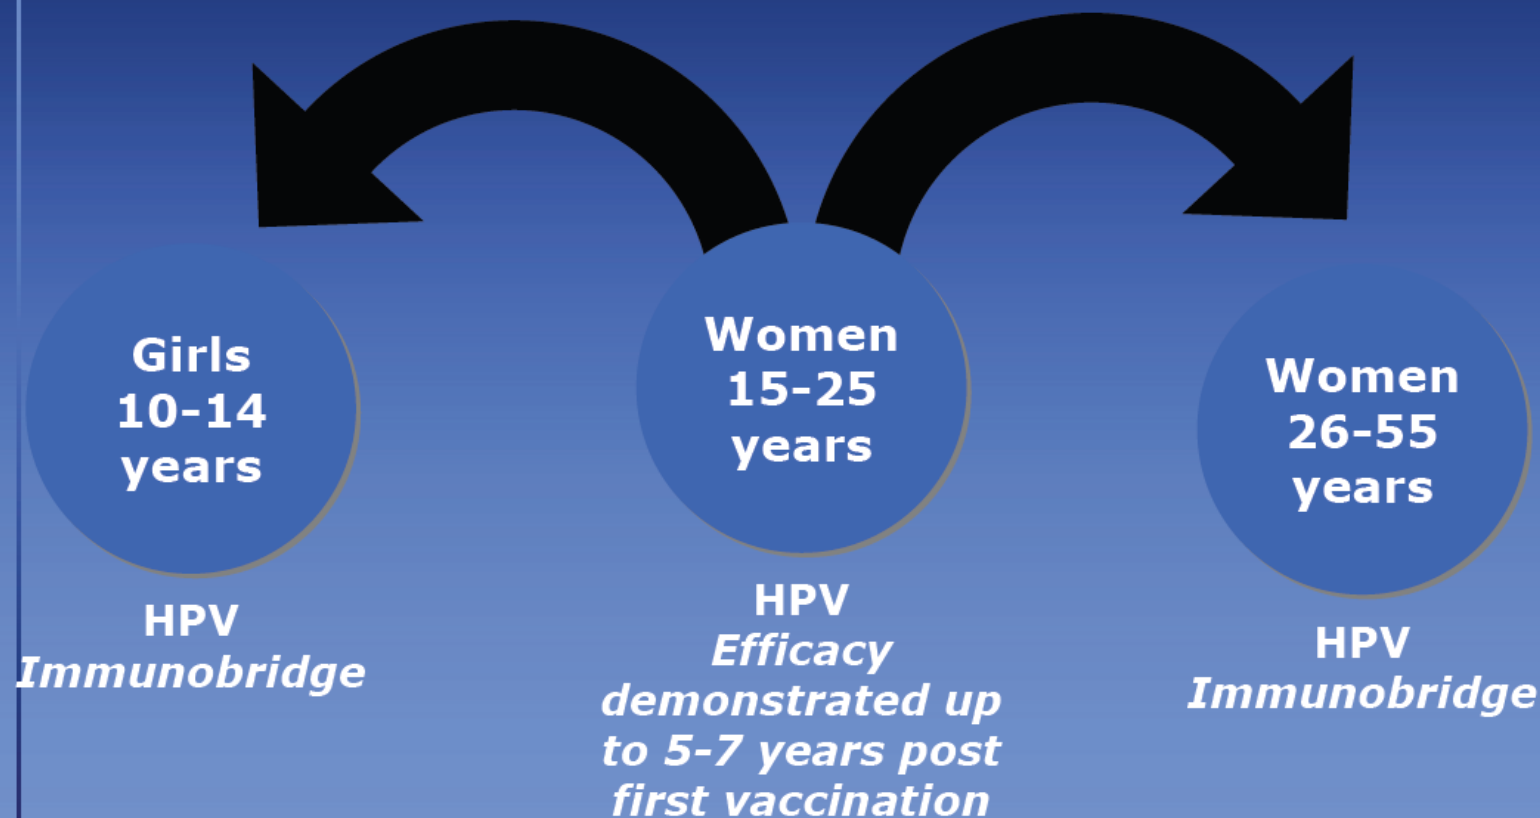 Girls
10-14
years
HPV
Immunobridge
Women
15-25
years
HPV
Efficacy
demonstrated up
to 5-7 years post
first vaccination
Women
26-55
years
HPV
Immunobridge